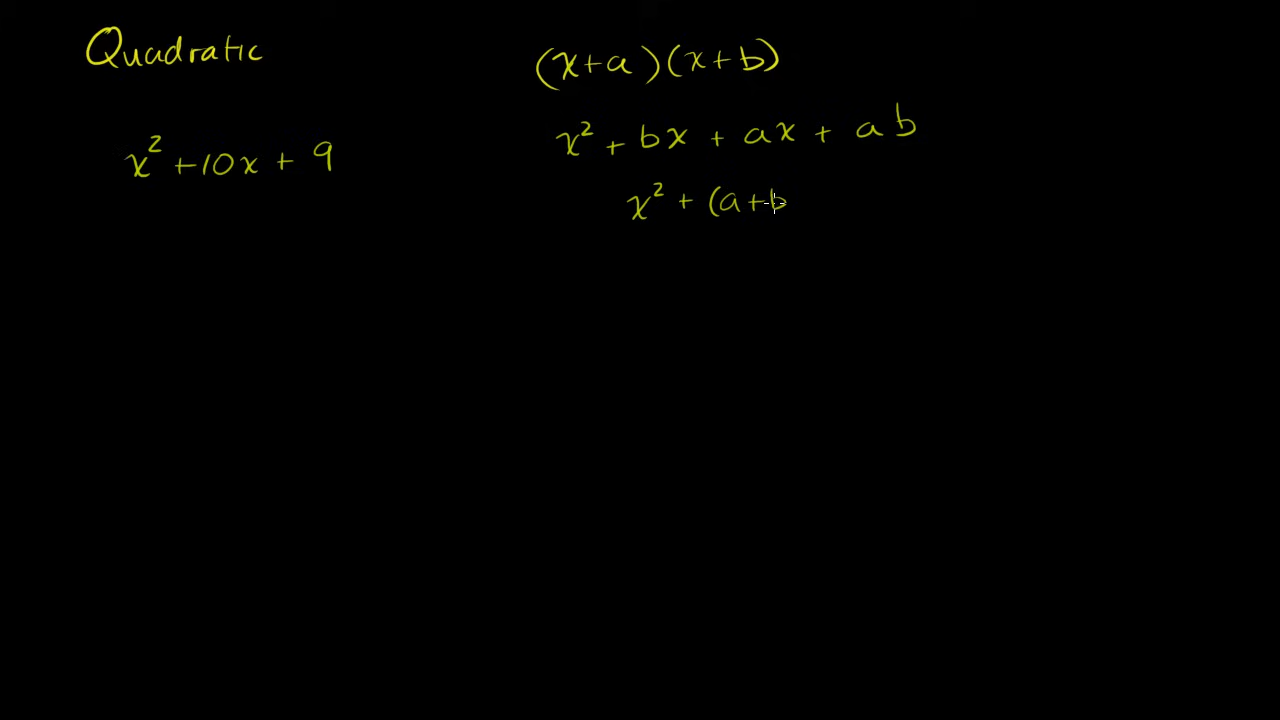 Quadratic
x² + 10x + 9
(x + a)(x + b)
x² + bx + ax + ab
x² + (a + b